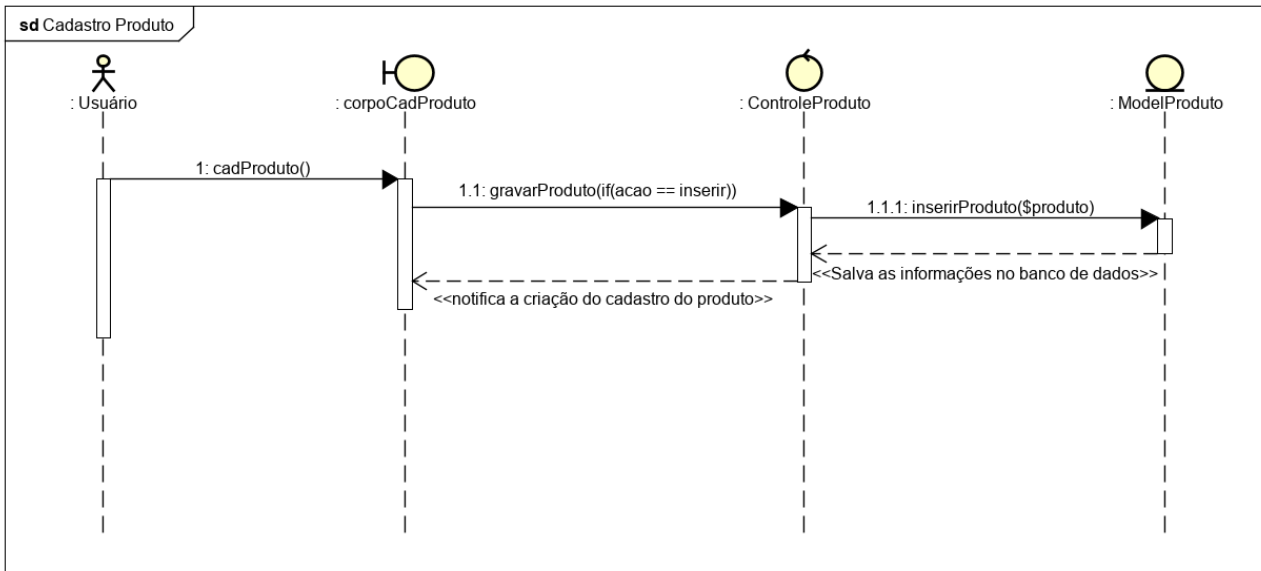 sd Cadastro Produto
: Usuário
: corpoCadProduto
: ControleProduto
: ModelProduto
1: cadProduto()
1.1: gravarProduto(if(acao == inserir))
1.1.1: inserirProduto($produto)
<<Salva as informações no banco de dados>>
<<notifica a criação do cadastro do produto>>